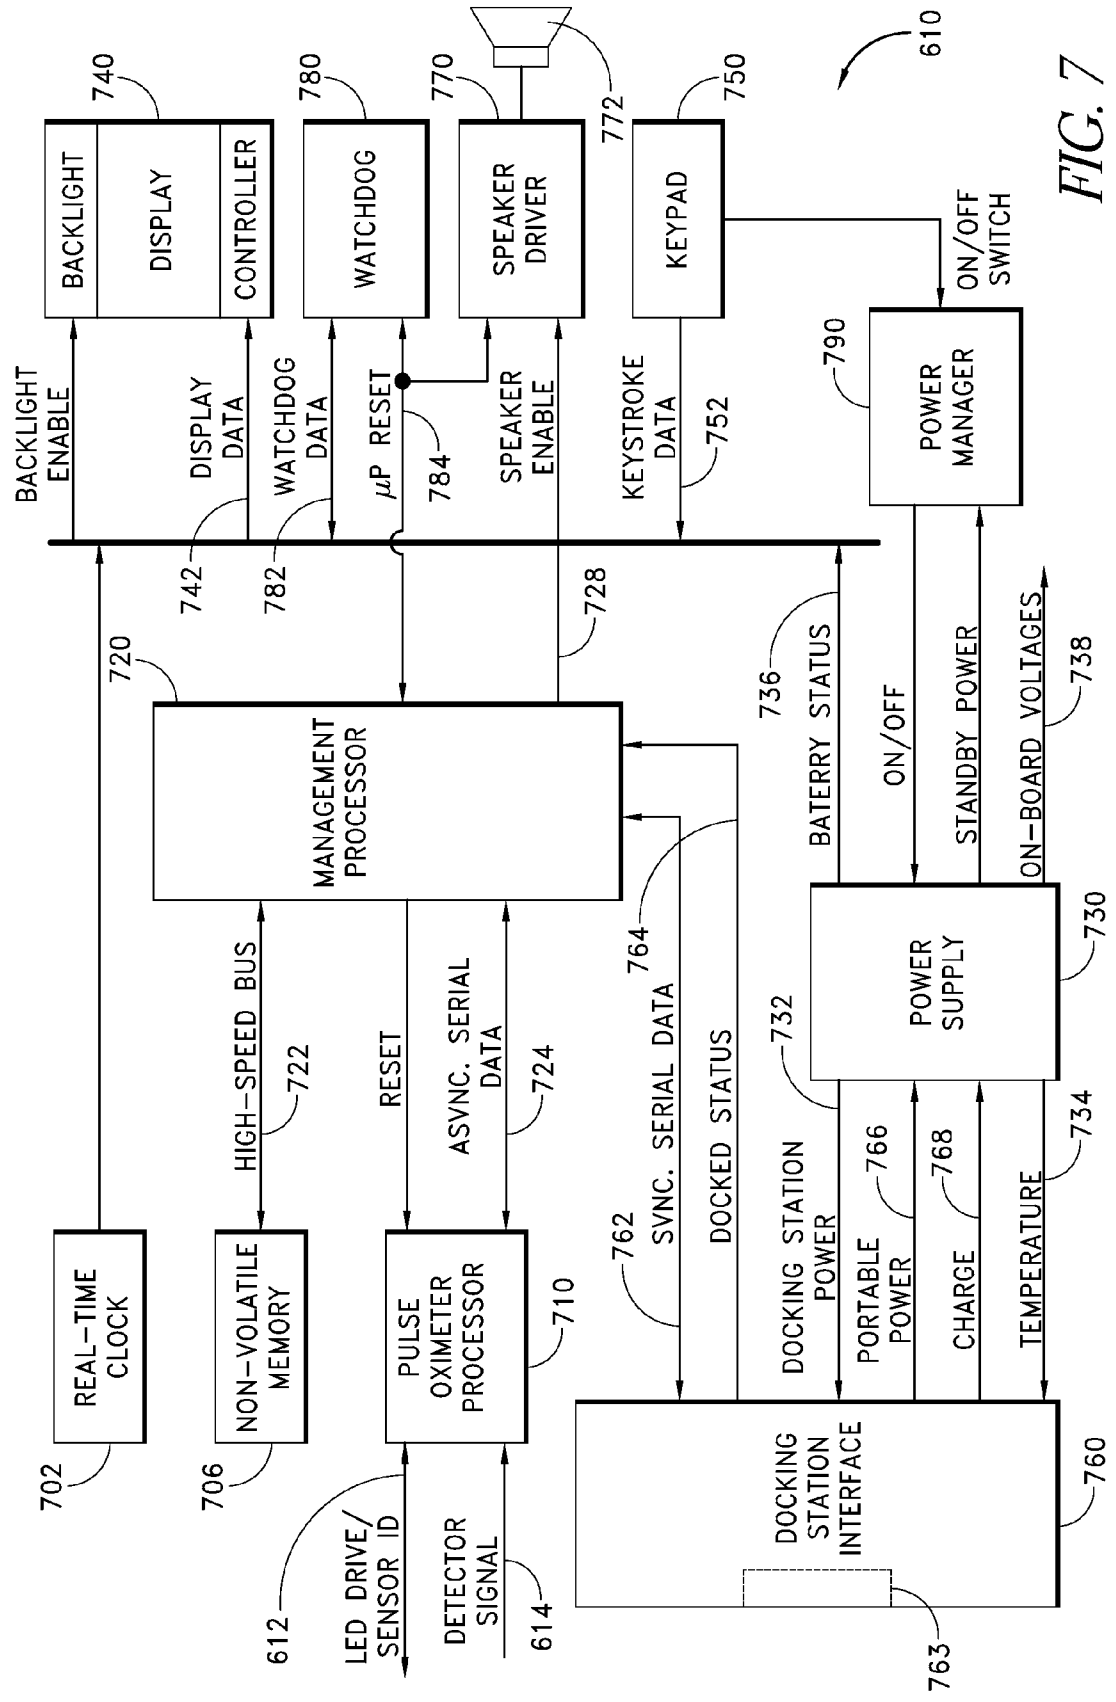 702
REAL-TIME
CLOCK
706
NON-VOLATILE
MEMORY
612
LED DRIVE/
SENSOR ID
DETECTOR
SIGNAL
614
PULSE
OXIMETER
PROCESSOR
710
HIGH-SPEED BUS
722
RESET
ASVNC. SERIAL
DATA
724
720
MANAGEMENT
PROCESSOR
728
BACKLIGHT
ENABLE
DISPLAY
DATA
742
WATCHDOG
DATA
782
μP RESET
784
SPEAKER
ENABLE
KEYSTROKE
DATA
752
740
BACKLIGHT
DISPLAY
CONTROLLER
780
WATCHDOG
770
SPEAKER
DRIVER
772
750
KEYPAD
762
SVNC. SERIAL DATA
764
DOCKED STATUS
DOCKING
STATION
INTERFACE
760
763
732
DOCKING STATION
POWER
PORTABLE
POWER
766
CHARGE
768
TEMPERATURE
734
POWER
SUPPLY
730
736
BATERRY STATUS
ON/OFF
STANDBY POWER
ON-BOARD VOLTAGES
738
790
POWER
MANAGER
ON/OFF
SWITCH
610
FIG. 7